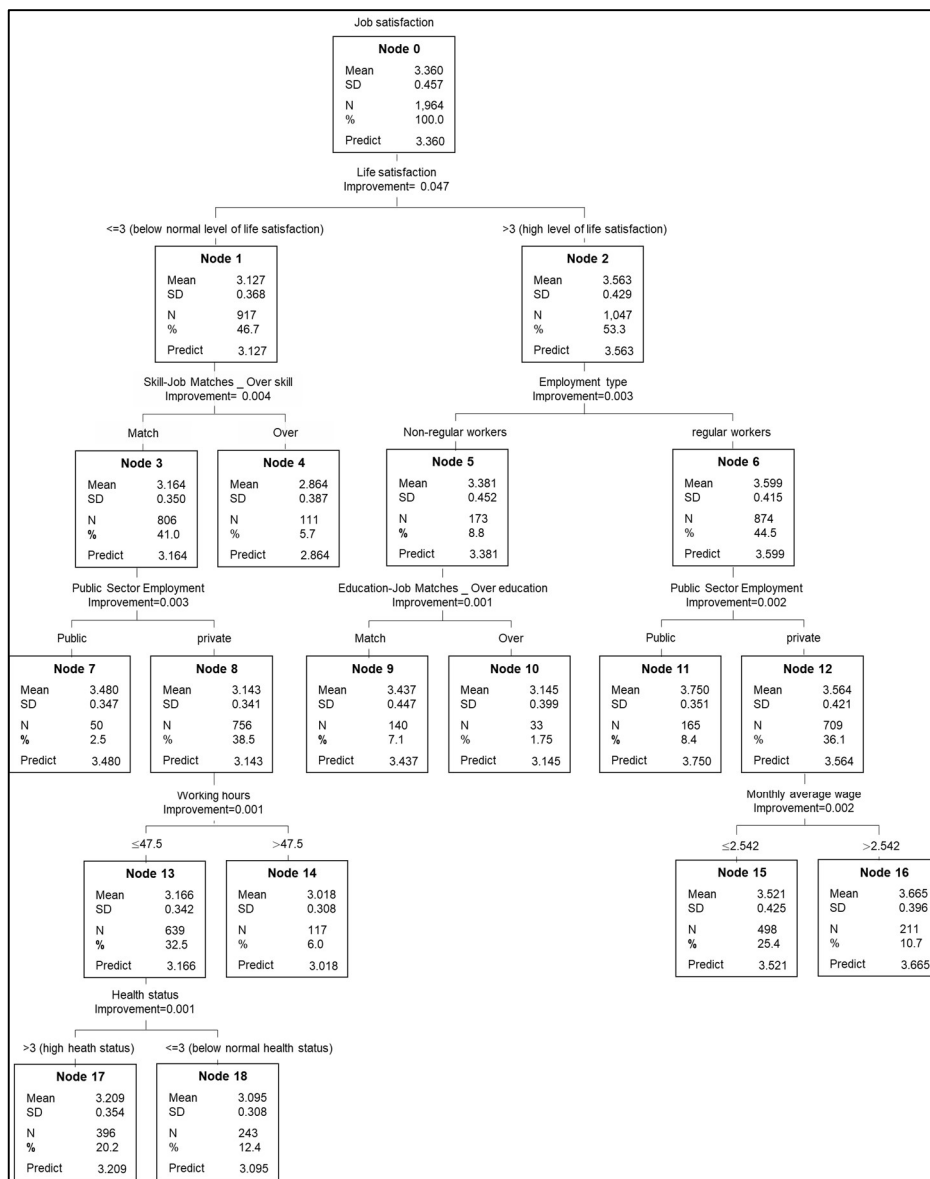 Job satisfaction
Node 0
Mean 3.360
SD 0.457
N 1,964
% 100.0
Predict 3.360
Life satisfaction
Improvement= 0.047
<=3 (below normal level of life satisfaction)
>3 (high level of life satisfaction)
Node 1
Mean 3.127
SD 0.368
N 917
% 46.7
Predict 3.127
Node 2
Mean 3.563
SD 0.429
N 1,047
% 53.3
Predict 3.563
Skill-Job Matches _ Over skill
Improvement= 0.004
Employment type
Improvement=0.003
Match
Over
Non-regular workers
regular workers
Node 3
Mean 3.164
SD 0.350
N 806
% 41.0
Predict 3.164
Node 4
Mean 2.864
SD 0.387
N 111
% 5.7
Predict 2.864
Node 5
Mean 3.381
SD 0.452
N 173
% 8.8
Predict 3.381
Node 6
Mean 3.599
SD 0.415
N 874
% 44.5
Predict 3.599
Public Sector Employment
Improvement=0.003
Education-Job Matches _ Over education
Improvement=0.001
Public Sector Employment
Improvement=0.002
Public
private
Match
Over
Public
private
Node 7
Mean 3.480
SD 0.347
N 50
% 2.5
Predict 3.480
Node 8
Mean 3.143
SD 0.341
N 756
% 38.5
Predict 3.143
Node 9
Mean 3.437
SD 0.447
N 140
% 7.1
Predict 3.437
Node 10
Mean 3.145
SD 0.399
N 33
% 1.75
Predict 3.145
Node 11
Mean 3.750
SD 0.351
N 165
% 8.4
Predict 3.750
Node 12
Mean 3.564
SD 0.421
N 709
% 36.1
Predict 3.564
Working hours
Improvement=0.001
Monthly average wage
Improvement=0.002
≤47.5
>47.5
≤2.542
>2.542
Node 13
Mean 3.166
SD 0.342
N 639
% 32.5
Predict 3.166
Node 14
Mean 3.018
SD 0.308
N 117
% 6.0
Predict 3.018
Node 15
Mean 3.521
SD 0.425
N 498
% 25.4
Predict 3.521
Node 16
Mean 3.665
SD 0.396
N 211
% 10.7
Predict 3.665
Health status
Improvement=0.001
>3 (high heath status)
<=3 (below normal health status)
Node 17
Mean 3.209
SD 0.354
N 396
% 20.2
Predict 3.209
Node 18
Mean 3.095
SD 0.308
N 243
% 12.4
Predict 3.095